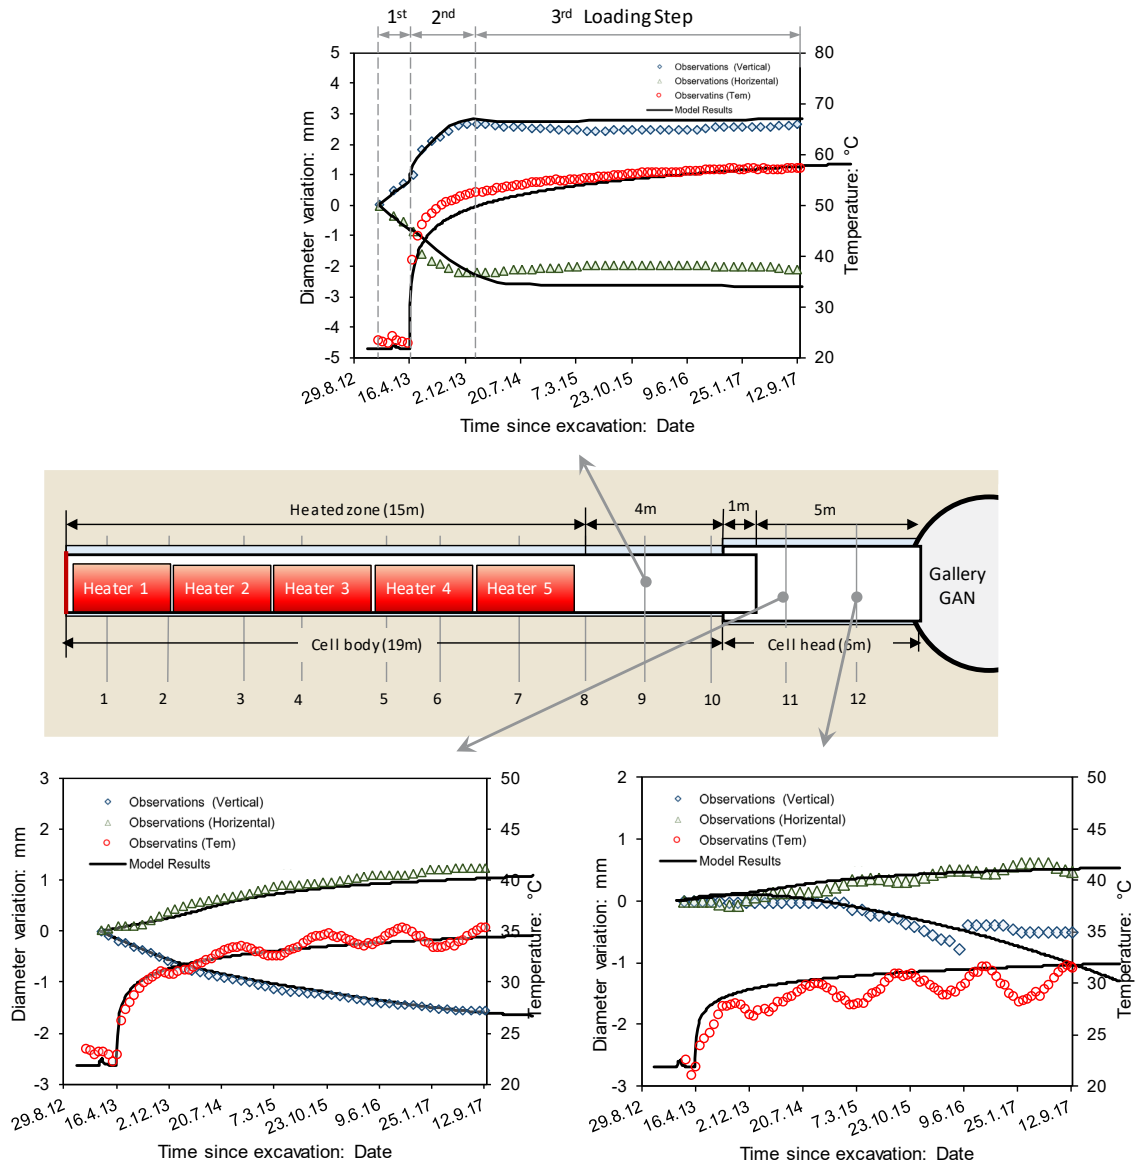 1st 2nd 3rd Loading Step
5 80
4 70
3 60
2 50
1 40
0 30
-1 20
-2
-3
-4
-5
Observations (Vertical)
Observations (Horizental)
Observatins (Tem)
Model Results
Diameter variation: mm
Temperature: °C
29.8.12 16.4.13 2.12.13 20.7.14 7.3.15 23.10.15 9.6.16 25.1.17 12.9.17
Time since excavation: Date
Heated zone (15m) 4m 1m 5m
Heater 1 Heater 2 Heater 3 Heater 4 Heater 5
Gallery
GAN
Cell body (19m) Cell head (6m)
1 2 3 4 5 6 7 8 9 10 11 12
3 50
2 45
1 40
0 35
-1 30
-2 25
-3 20
Observations (Vertical)
Observations (Horizental)
Observatins (Tem)
Model Results
Diameter variation: mm
Temperature: °C
29.8.12 16.4.13 2.12.13 20.7.14 7.3.15 23.10.15 9.6.16 25.1.17 12.9.17
Time since excavation: Date
2 50
1 45
0 40
-1 35
-2 30
-3 25
20
Observations (Vertical)
Observations (Horizental)
Observatins (Tem)
Model Results
Diameter variation: mm
Temperature: °C
29.8.12 16.4.13 2.12.13 20.7.14 7.3.15 23.10.15 9.6.16 25.1.17 12.9.17
Time since excavation: Date